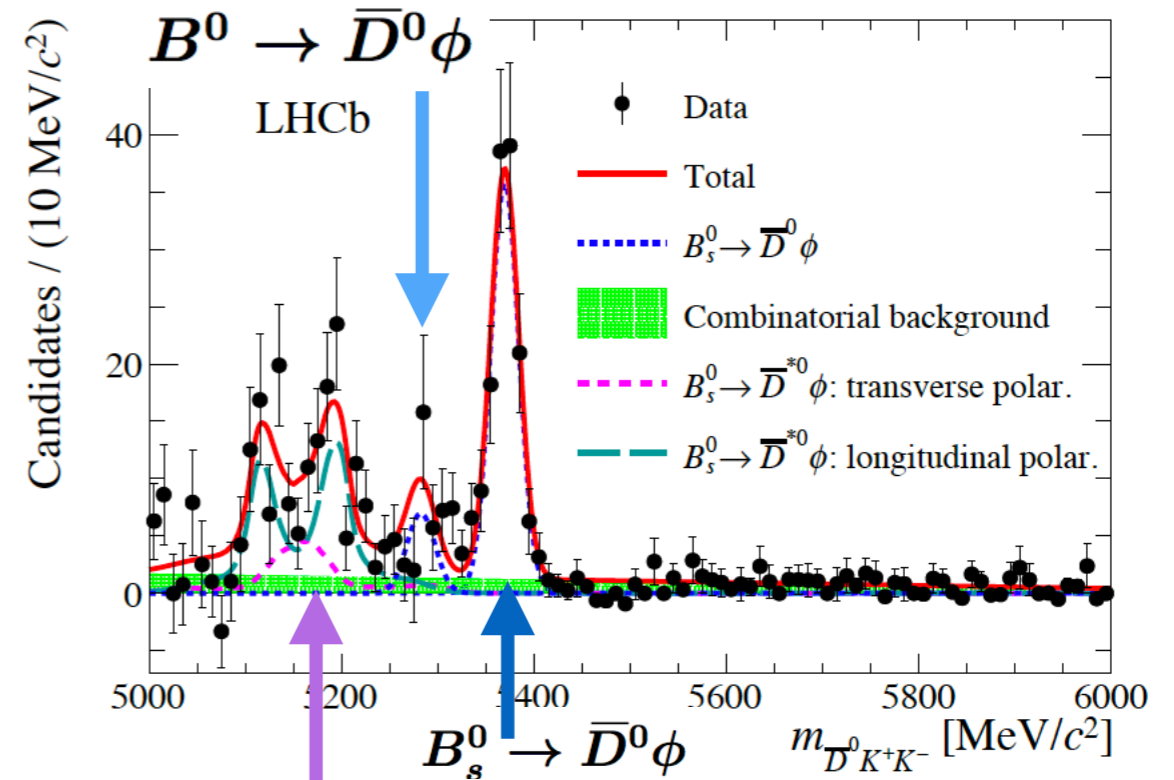 B⁰ → D̅⁰ϕ
LHCb
Candidates / (10 MeV/c²)
40
20
0
Data
Total
B⁰ₛ→ D̅⁰ϕ
Combinatorial background
B⁰ₛ→ D̅*⁰ϕ: transverse polar.
B⁰ₛ→ D̅*⁰ϕ: longitudinal polar.
5000 5200 5400 5600 5800 6000
B⁰ₛ → D̅⁰ϕ
m_D̅⁰K⁺K⁻ [MeV/c²]